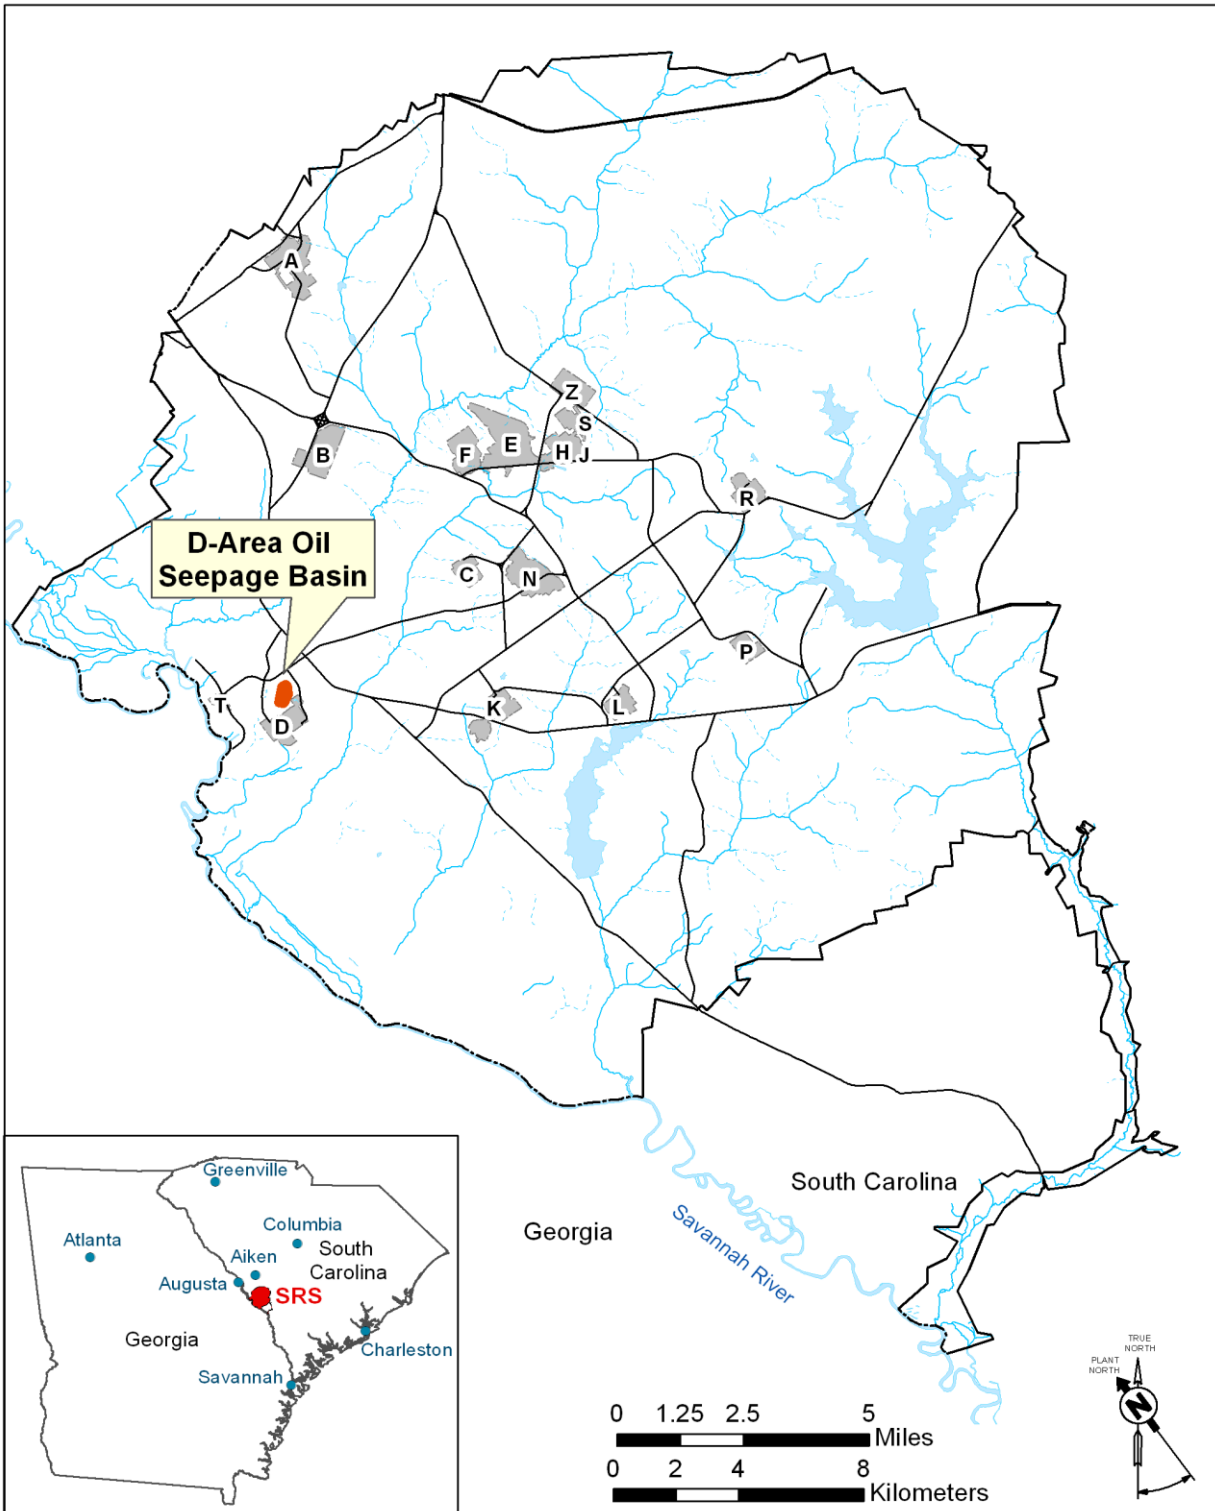 A
Z
S
B
F
E
H
J
R
D-Area Oil
Seepage Basin
C
N
P
T
D
K
L
South Carolina
Georgia
Savannah River
Greenville
Columbia
Atlanta
Aiken
South
Carolina
Augusta
SRS
Georgia
Charleston
Savannah
TRUE
NORTH
PLANT
NORTH
N
0 1.25 2.5 5
Miles
0 2 4 8
Kilometers